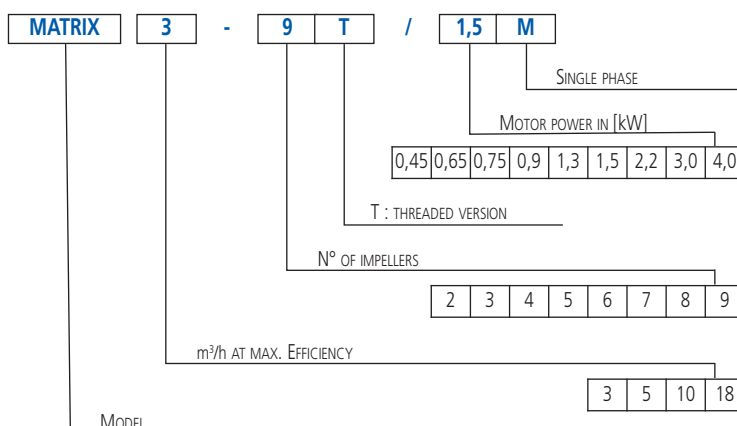 MATRIX 3 - 9 T / 1,5 M
SINGLE PHASE
MOTOR POWER IN [kW]
0,45 0,65 0,75 0,9 1,3 1,5 2,2 3,0 4,0
T : THREADED VERSION
N° OF IMPELLERS
2 3 4 5 6 7 8 9
m³/h AT MAX. EFFICIENCY
3 5 10 18
MODEL